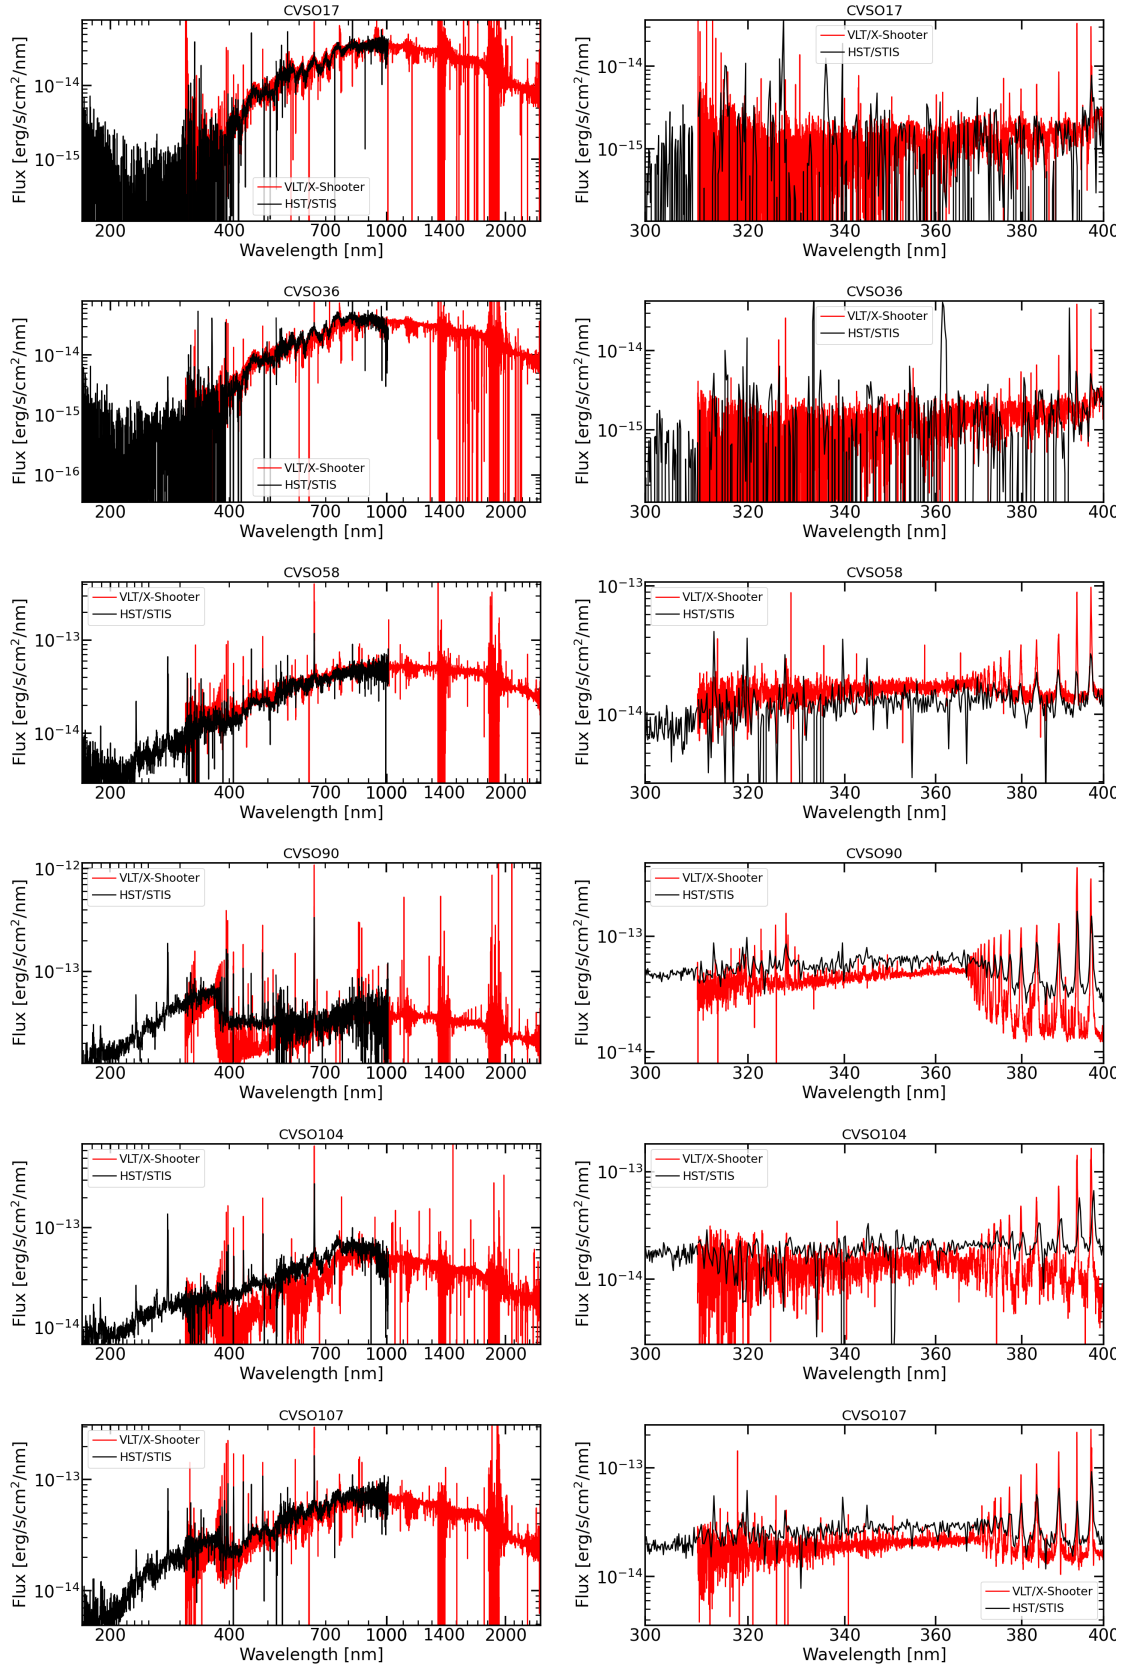 CVSO17
CVSO17
Flux [erg/s/cm²/nm]
10⁻¹⁴
10⁻¹⁵
VLT/X-Shooter
HST/STIS
200 400 700 1000 1400 2000
Wavelength [nm]
Flux [erg/s/cm²/nm]
10⁻¹⁴
10⁻¹⁵
VLT/X-Shooter
HST/STIS
300 320 340 360 380 400
Wavelength [nm]
CVSO36
CVSO36
Flux [erg/s/cm²/nm]
10⁻¹⁴
10⁻¹⁵
10⁻¹⁶
VLT/X-Shooter
HST/STIS
200 400 700 1000 1400 2000
Wavelength [nm]
Flux [erg/s/cm²/nm]
10⁻¹⁴
10⁻¹⁵
VLT/X-Shooter
HST/STIS
300 320 340 360 380 400
Wavelength [nm]
CVSO58
CVSO58
Flux [erg/s/cm²/nm]
10⁻¹³
10⁻¹⁴
VLT/X-Shooter
HST/STIS
200 400 700 1000 1400 2000
Wavelength [nm]
Flux [erg/s/cm²/nm]
10⁻¹³
10⁻¹⁴
VLT/X-Shooter
HST/STIS
300 320 340 360 380 400
Wavelength [nm]
CVSO90
CVSO90
Flux [erg/s/cm²/nm]
10⁻¹²
10⁻¹³
VLT/X-Shooter
HST/STIS
200 400 700 1000 1400 2000
Wavelength [nm]
Flux [erg/s/cm²/nm]
10⁻¹³
10⁻¹⁴
VLT/X-Shooter
HST/STIS
300 320 340 360 380 400
Wavelength [nm]
CVSO104
CVSO104
Flux [erg/s/cm²/nm]
10⁻¹³
10⁻¹⁴
VLT/X-Shooter
HST/STIS
200 400 700 1000 1400 2000
Wavelength [nm]
Flux [erg/s/cm²/nm]
10⁻¹³
10⁻¹⁴
VLT/X-Shooter
HST/STIS
300 320 340 360 380 400
Wavelength [nm]
CVSO107
CVSO107
Flux [erg/s/cm²/nm]
10⁻¹³
10⁻¹⁴
VLT/X-Shooter
HST/STIS
200 400 700 1000 1400 2000
Wavelength [nm]
Flux [erg/s/cm²/nm]
10⁻¹³
10⁻¹⁴
VLT/X-Shooter
HST/STIS
300 320 340 360 380 400
Wavelength [nm]